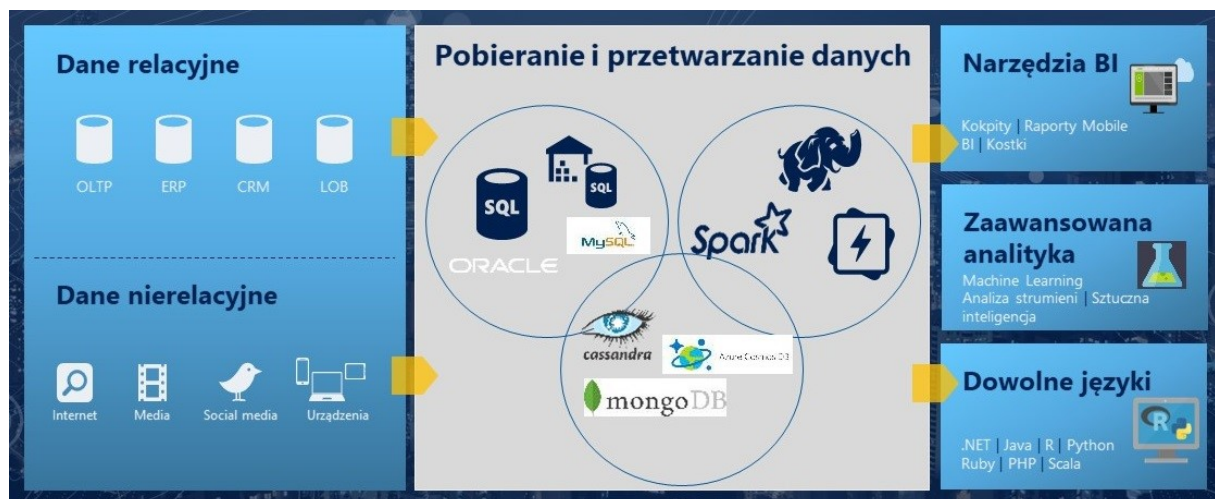 Dane relacyjne
OLTP ERP CRM LOB
Dane nierelacyjne
Internet Media Social media Urządzenia
Pobieranie i przetwarzanie danych
SQL
SQL
MySQL
ORACLE
Spark
cassandra
Azure Cosmos DB
mongoDB
Narzędzia BI
Kokpity | Raporty Mobile
BI | Kostki
Zaawansowana
analityka
Machine Learning
Analiza strumieni | Sztuczna
inteligencja
Dowolne języki
R
.NET | Java | R | Python
Ruby | PHP | Scala